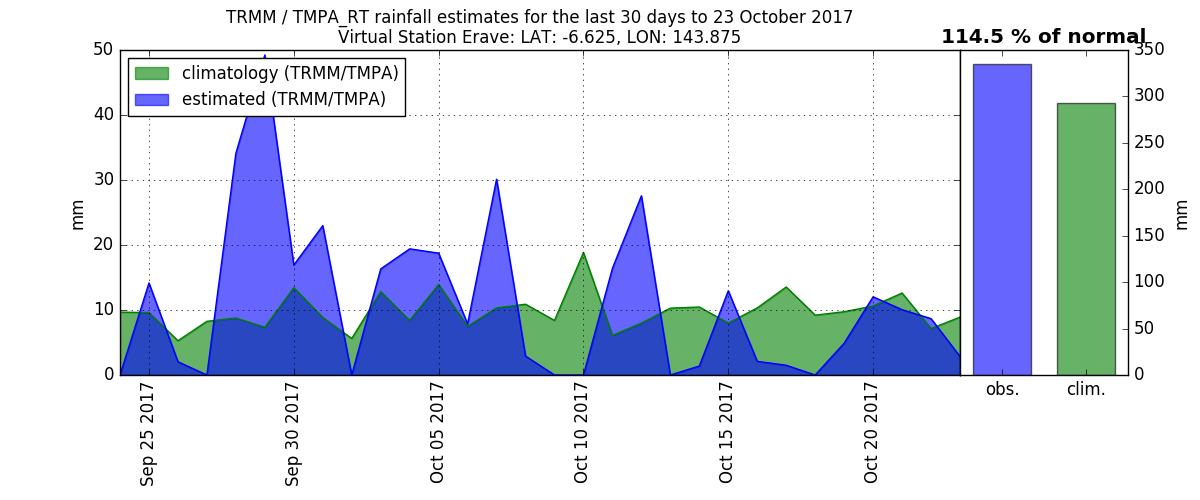 TRMM / TMPA_RT rainfall estimates for the last 30 days to 23 October 2017
Virtual Station Erave: LAT: -6.625, LON: 143.875
114.5 % of normal
climatology (TRMM/TMPA)
estimated (TRMM/TMPA)
50
40
30
20
10
0
mm
Sep 25 2017
Sep 30 2017
Oct 05 2017
Oct 10 2017
Oct 15 2017
Oct 20 2017
obs.
clim.
350
300
250
200
150
100
50
0
mm